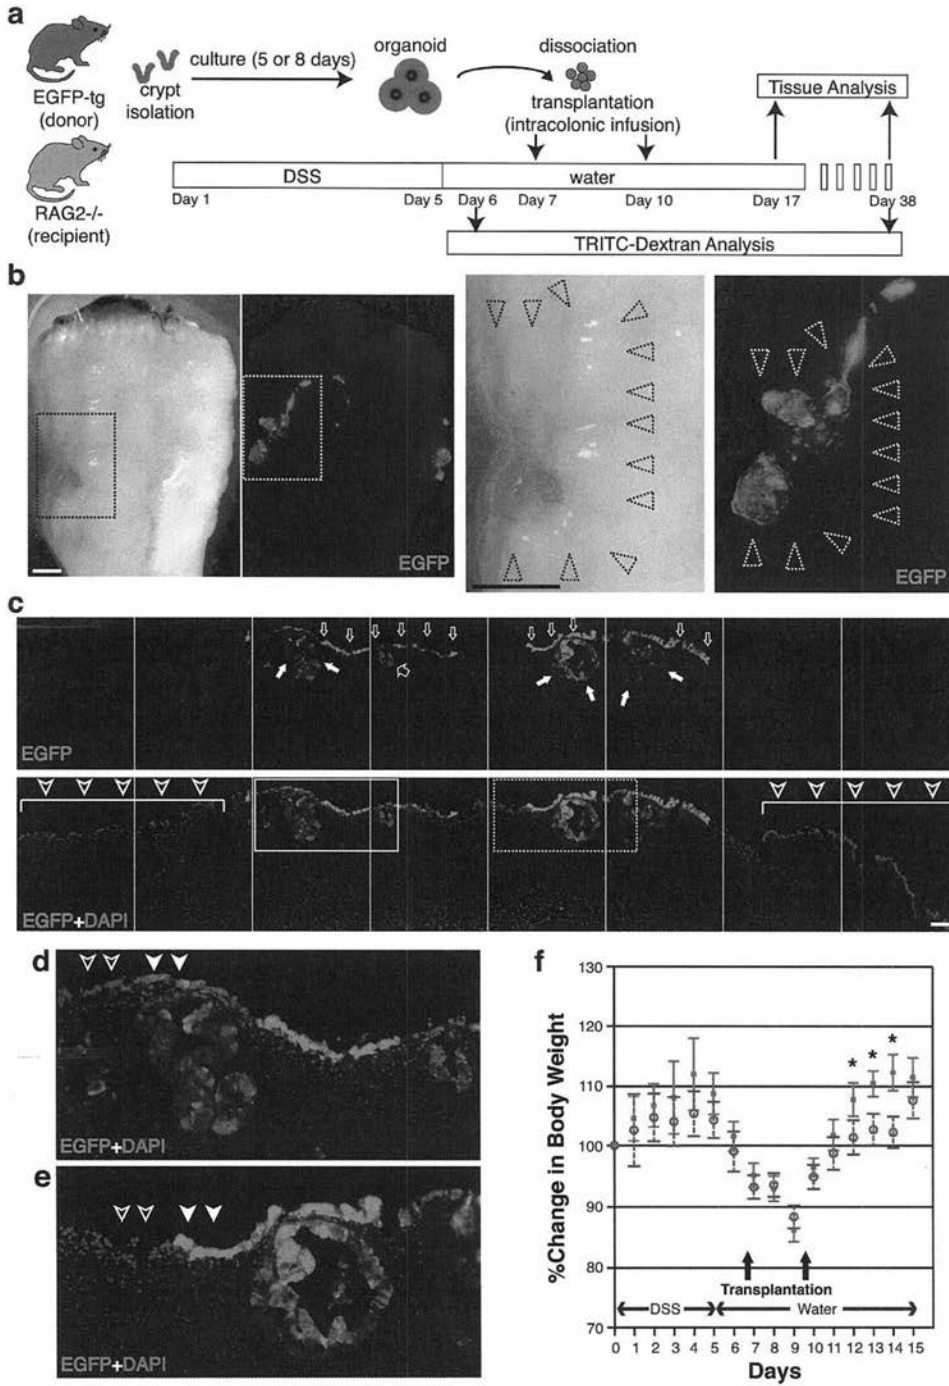 a
EGFP-tg
(donor)
RAG2-/-
(recipient)
crypt
isolation
culture (5 or 8 days)
organoid
dissociation
transplantation
(intracolonic infusion)
Tissue Analysis
DSS
water
Day 1
Day 5
Day 6
Day 7
Day 10
Day 17
Day 38
TRITC-Dextran Analysis
b
EGFP
EGFP
c
EGFP
EGFP+DAPI
d
EGFP+DAPI
e
EGFP+DAPI
f
%Change in Body Weight
130
120
110
100
90
80
70
* * *
Transplantation
DSS
Water
0 1 2 3 4 5 6 7 8 9 10 11 12 13 14 15
Days